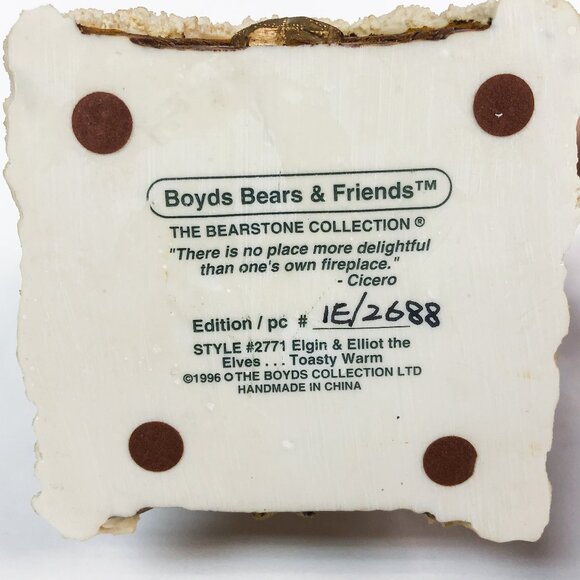 Boyds Bears & Friends™
THE BEARSTONE COLLECTION ®
"There is no place more delightful
than one's own fireplace."
- Cicero
Edition / pc # 1E/2688
STYLE #2771 Elgin & Elliot the
Elves . . . Toasty Warm
©1996 THE BOYDS COLLECTION LTD
HANDMADE IN CHINA